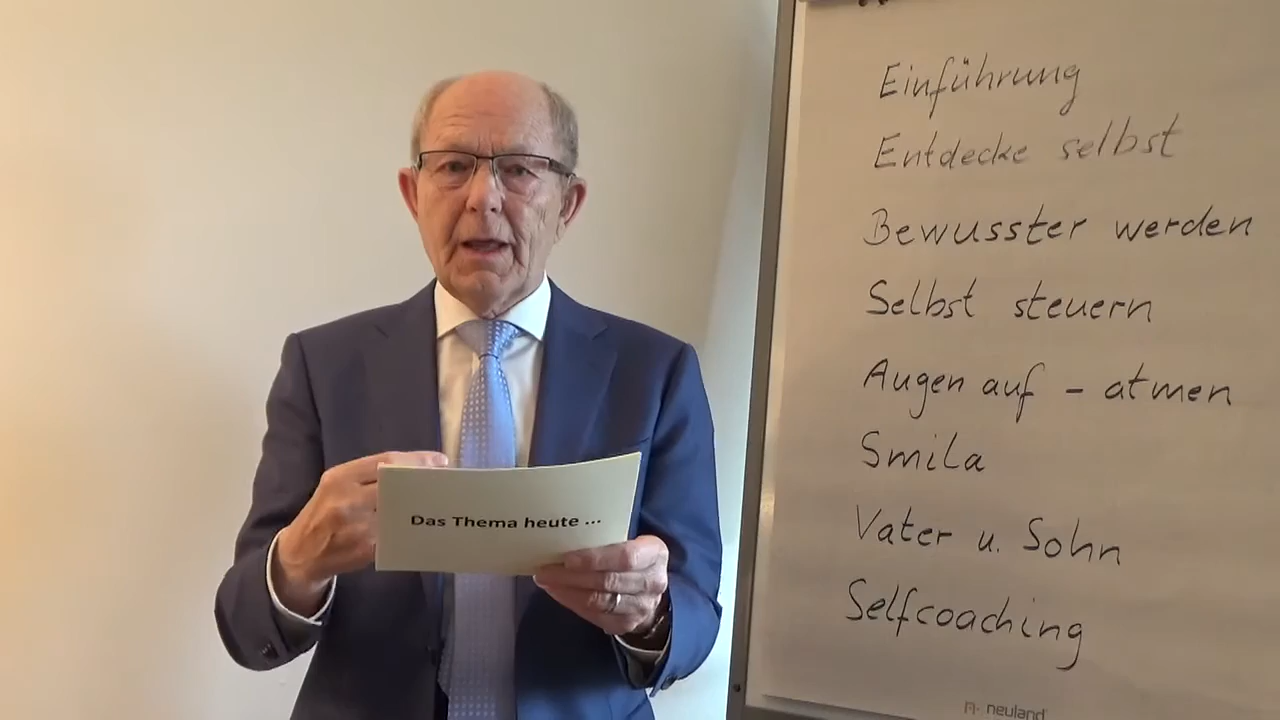 Einführung
Entdecke selbst
Bewusster werden
Selbst steuern
Augen auf - atmen
Smila
Vater u. Sohn
Selfcoaching
neuland
Das Thema heute ...